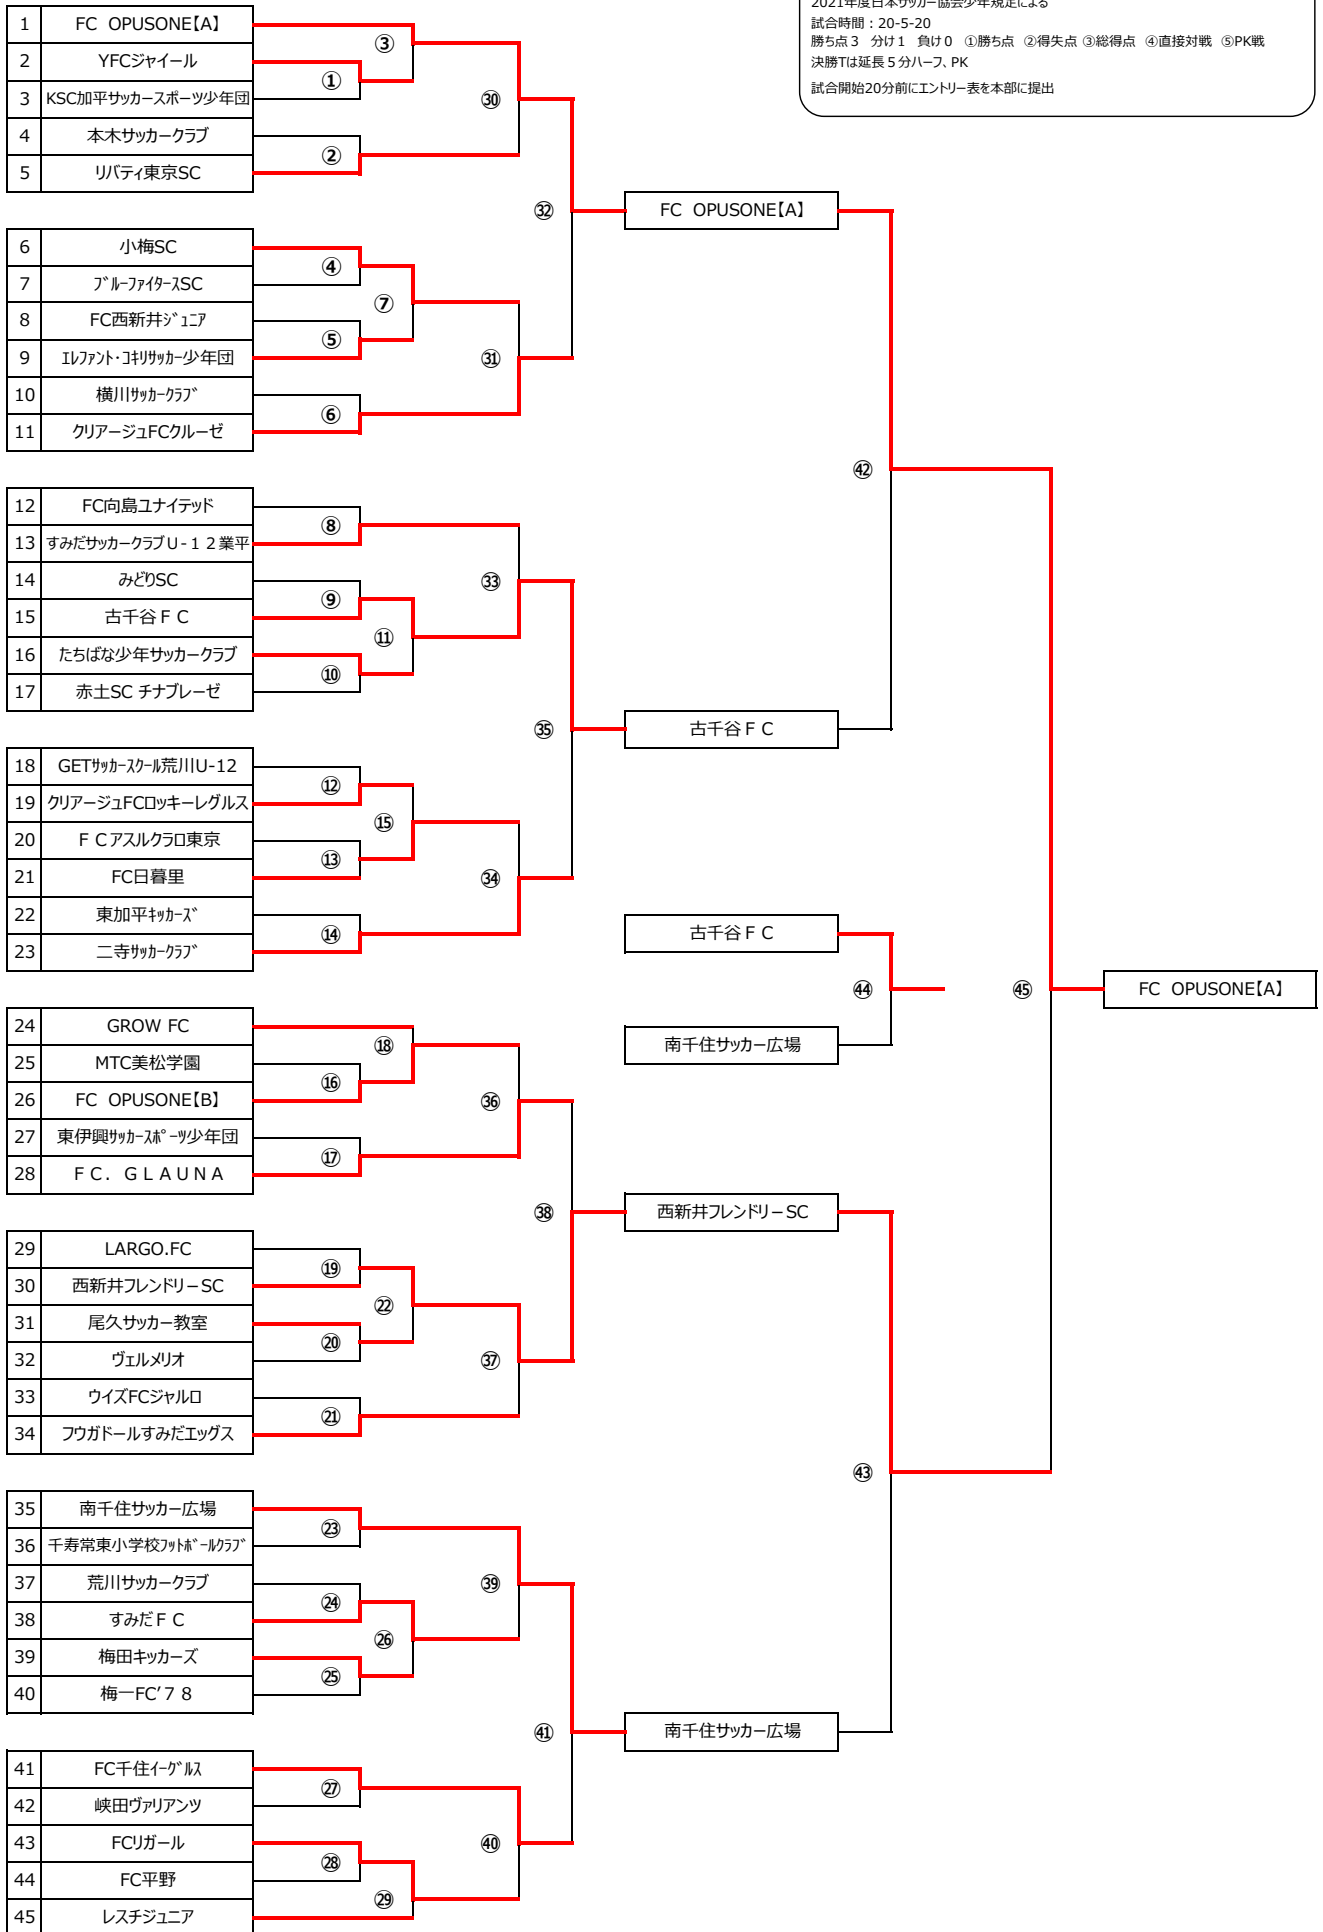 2021年度日本サッカー協会少年規定による
試合時間：20-5-20
勝ち点３ 分け１ 負け０ ①勝ち点 ②得失点 ③総得点 ④直接対戦 ⑤PK戦
決勝Tは延長５分ハーフ、PK
試合開始20分前にエントリー表を本部に提出
1 FC OPUSONE【A】
2 YFCジャイール
3 KSC加平サッカースポーツ少年団
4 本木サッカークラブ
5 リバティ東京SC
③
①
②
㉚
㉜
FC OPUSONE【A】
6 小梅SC
7 ﾌﾞﾙｰﾌｧｲﾀｰｽSC
8 FC西新井ｼﾞｭﾆｱ
9 ｴﾚﾌｧﾝﾄ･ｺｷﾘｻｯｶｰ少年団
10 横川ｻｯｶｰｸﾗﾌﾞ
11 クリアージュFCクルーゼ
④
⑦
⑤
⑥
㉛
㊷
12 FC向島ユナイテッド
13 すみだサッカークラブＵ-１２業平
14 みどりSC
15 古千谷ＦＣ
16 たちばな少年サッカークラブ
17 赤土SC チナブレーゼ
⑧
⑨
⑪
⑩
㉝
㉟
古千谷ＦＣ
18 GETｻｯｶｰｽｸｰﾙ荒川U-12
19 クリアージュFCロッキーレグルス
20 ＦＣアスルクラロ東京
21 FC日暮里
22 東加平ｷｯｶｰｽﾞ
23 二寺ｻｯｶｰｸﾗﾌﾞ
⑫
⑮
⑬
⑭
㉞
古千谷ＦＣ
㊹
南千住サッカー広場
㊺
FC OPUSONE【A】
24 GROW FC
25 MTC美松学園
26 FC OPUSONE【B】
27 東伊興ｻｯｶｰｽﾎﾟｰﾂ少年団
28 ＦＣ．ＧＬＡＵＮＡ
⑱
⑯
⑰
㊱
㊳
西新井フレンドリーSC
29 LARGO.FC
30 西新井フレンドリーSC
31 尾久サッカー教室
32 ヴェルメリオ
33 ウイズFCジャルロ
34 フウガドールすみだエッグス
⑲
㉒
⑳
㉑
㊲
㊸
35 南千住サッカー広場
36 千寿常東小学校ﾌｯﾄﾎﾞｰﾙｸﾗﾌﾞ
37 荒川サッカークラブ
38 すみだＦＣ
39 梅田キッカーズ
40 梅一FC’７８
㉓
㉔
㉖
㉕
㊴
㊶
南千住サッカー広場
41 FC千住ｲｰｸﾞﾙｽ
42 峡田ヴァリアンツ
43 FCリガール
44 FC平野
45 レスチジュニア
㉗
㉘
㉙
㊵